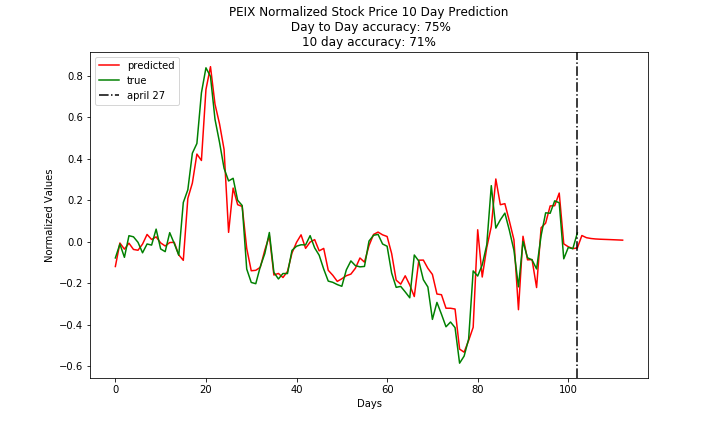 PEIX Normalized Stock Price 10 Day Prediction
Day to Day accuracy: 75%
10 day accuracy: 71%
predicted
true
april 27
Normalized Values
0.8
0.6
0.4
0.2
0.0
−0.2
−0.4
−0.6
0 20 40 60 80 100
Days